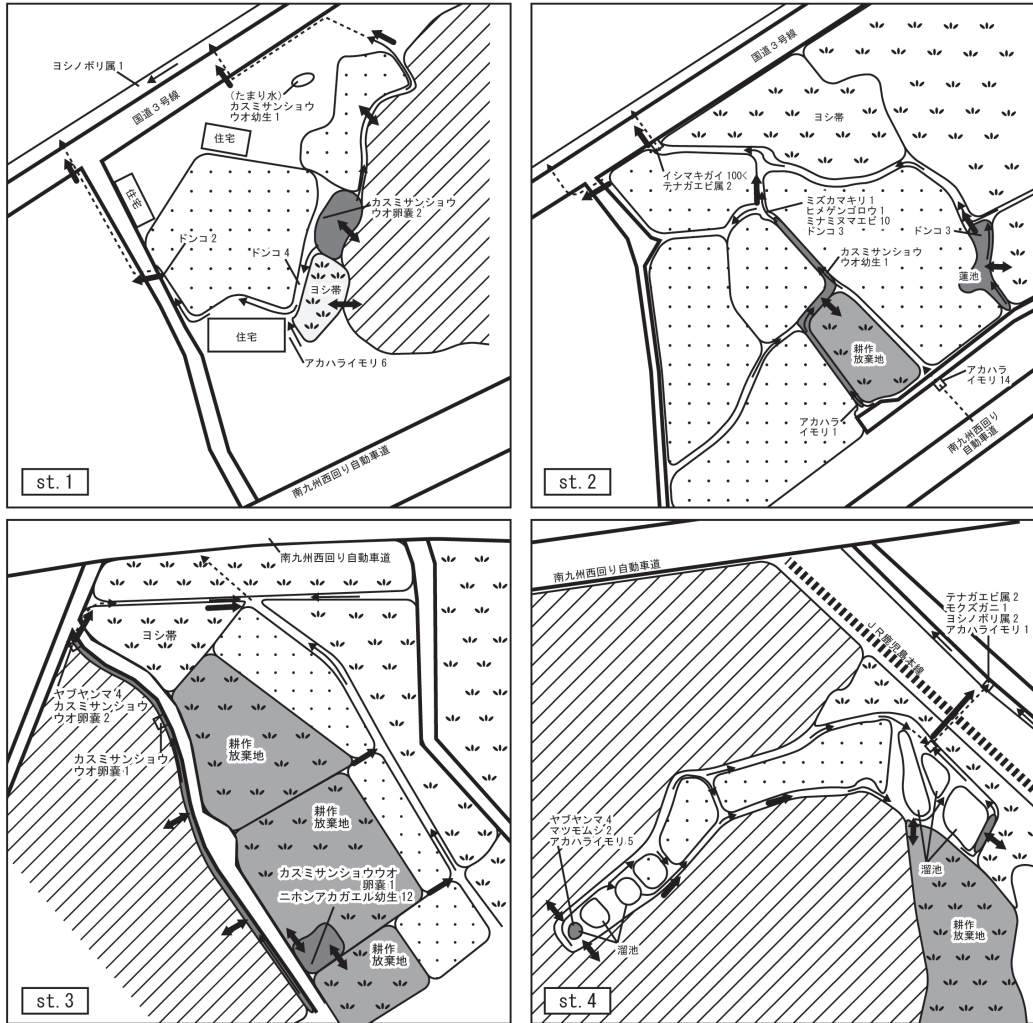 ヨシノボリ属 1
国道3号線
(たまり水)
カスミサンショウ
ウオ幼生 1
住宅
住宅
カスミサンショウ
ウオ卵嚢 2
ドンコ 2
ドンコ 4
ヨシ帯
住宅
アカハライモリ 6
南九州西回り自動車道
st. 1
国道3号線
ヨシ帯
イシマキガイ 100<
テナガエビ属 2
ミズカマキリ 1
ヒメゲンゴロウ 1
ミナミヌマエビ 10
ドンコ 3
ドンコ 3
カスミサンショウ
ウオ幼生 1
蓮池
耕作
放棄地
アカハラ
イモリ 14
アカハラ
イモリ 1
南九州西回り
自動車道
st. 2
南九州西回り自動車道
ヨシ帯
ヤブヤンマ 4
カスミサンショウ
ウオ卵嚢 2
カスミサンショウ
ウオ卵嚢 1
耕作
放棄地
耕作
放棄地
カスミサンショウウオ
卵嚢 1
ニホンアカガエル幼生 12
耕作
放棄地
st. 3
南九州西回り自動車道
JR鹿児島本線
テナガエビ属 2
モクズガニ 1
ヨシノボリ属 2
アカハライモリ 1
ヤブヤンマ 4
マツモムシ 2
アカハライモリ 5
溜池
溜池
耕作
放棄地
st. 4